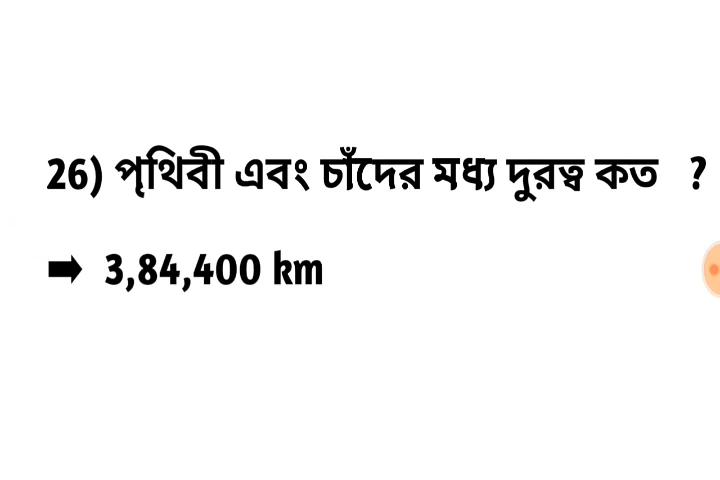 26) পৃথিবী এবং চাঁদের মধ্য দুরত্ব কত ?
➡ 3,84,400 km